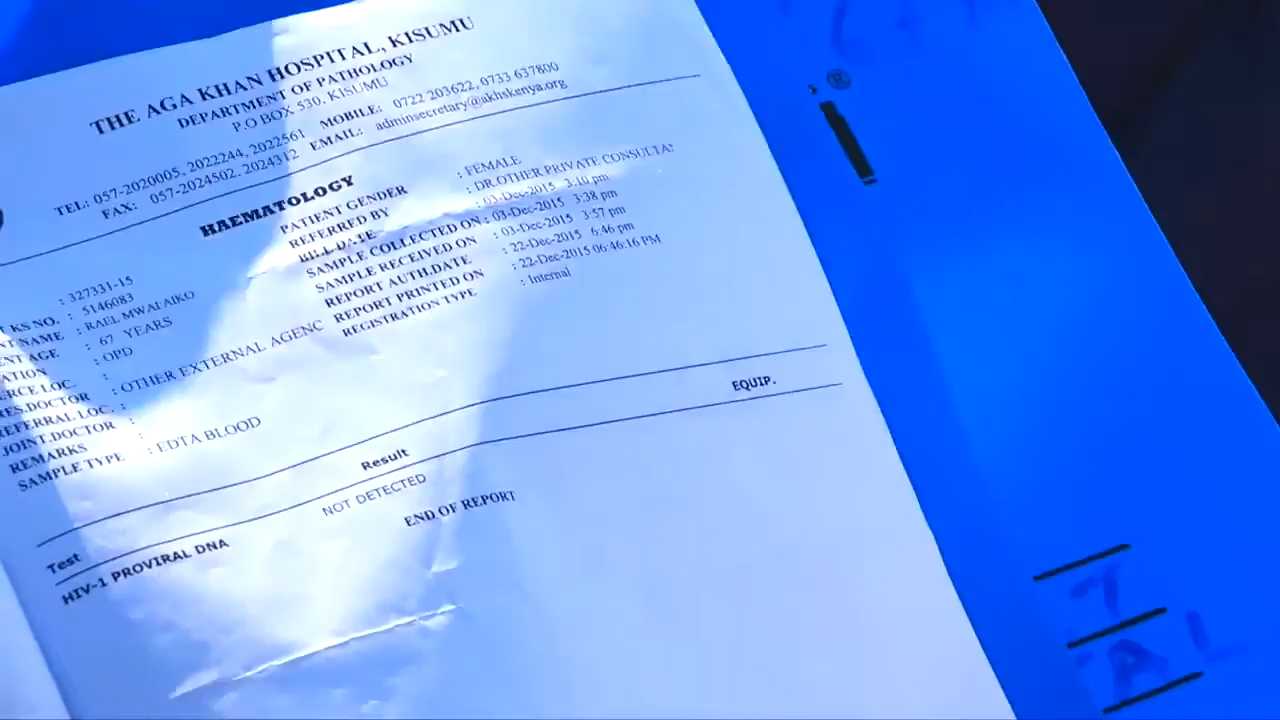 THE AGA KHAN HOSPITAL, KISUMU
DEPARTMENT OF PATHOLOGY
P.O BOX 530, KISUMU
TEL: 057-2020005, 2022244, 2022561 MOBILE: 0722 203622, 0733 637800
FAX: 057-2024502, 2024312 EMAIL: adminsecretary@akhskenya.org
HAEMATOLOGY
: 327331-15
KS NO. : 5146083
NAME : RAEL
AGE : 67 YEARS
: OPD
LOC. :
DOCTOR : OTHER EXTERNAL AGENC
REFERRAL LOC. :
JOINT.DOCTOR :
REMARKS :
SAMPLE TYPE : EDTA BLOOD
PATIENT GENDER : FEMALE
REFERRED BY : DR.OTHER PRIVATE
BILL DATE : 03-Dec-2015 3:10 pm
SAMPLE COLLECTED ON : 03-Dec-2015 3:38 pm
SAMPLE RECEIVED ON : 03-Dec-2015 3:57 pm
REPORT AUTH.DATE : 22-Dec-2015 6:46 pm
REPORT PRINTED ON : 22-Dec-2015 06:46:16 PM
REGISTRATION TYPE : Internal
Test Result EQUIP.
HIV-1 PROVIRAL DNA NOT DETECTED
END OF REPORT
i®